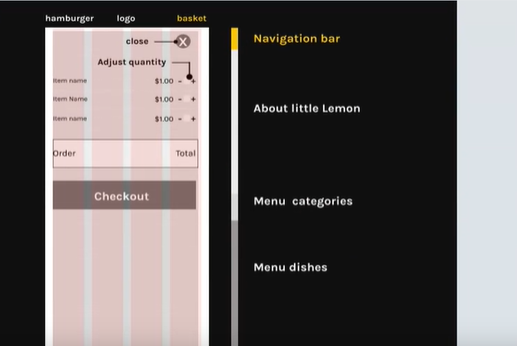 hamburger logo basket
close
Adjust quantity
Item name $1.00 - +
Item Name $1.00 - +
Item name $1.00 - +
Order Total
Checkout
Navigation bar
About little Lemon
Menu categories
Menu dishes